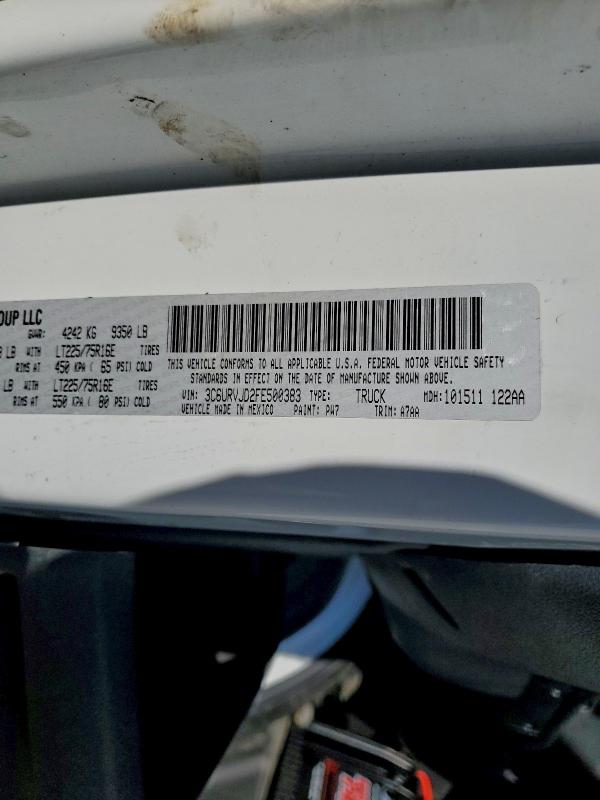 OUP LLC
GVWR: 4242 KG 9350 LB
LB WITH LT225/75R16E TIRES
RIMS AT 450 KPA ( 65 PSI) COLD
LB WITH LT225/75R16E TIRES
RIMS AT 550 KPA ( 80 PSI) COLD
THIS VEHICLE CONFORMS TO ALL APPLICABLE U.S.A. FEDERAL MOTOR VEHICLE SAFETY
STANDARDS IN EFFECT ON THE DATE OF MANUFACTURE SHOWN ABOVE.
VIN: 3C6URVJD2FE500383 TYPE: TRUCK MDH: 101511 122AA
VEHICLE MADE IN MEXICO PAINT: PW7 TRIM: A7AA